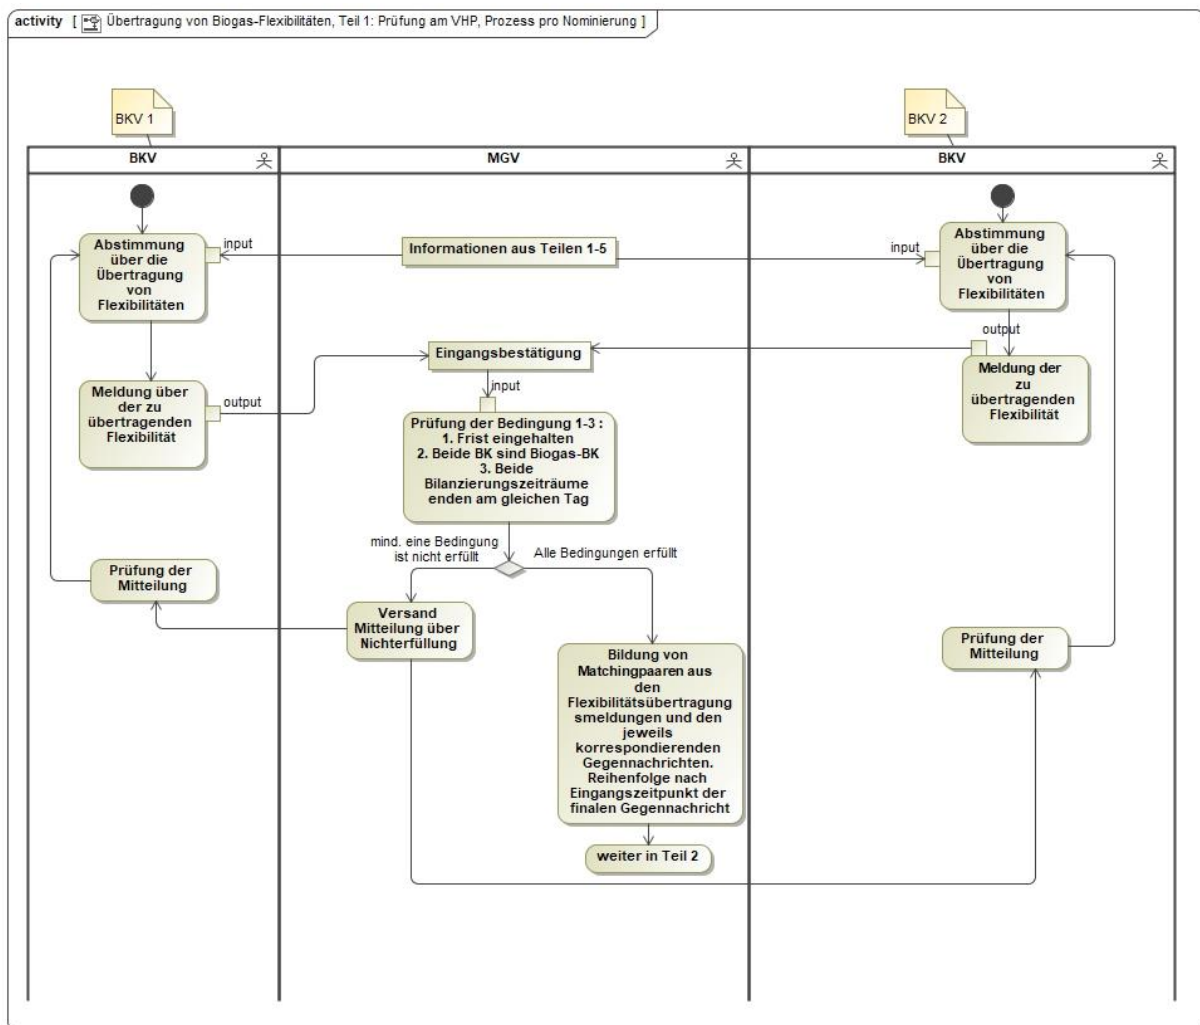 activity [ Übertragung von Biogas-Flexibilitäten, Teil 1: Prüfung am VHP, Prozess pro Nominierung ]
BKV 1
BKV 2
BKV
MGV
BKV
Abstimmung
über die
Übertragung
von
Flexibilitäten
input
Informationen aus Teilen 1-5
input
Abstimmung
über die
Übertragung
von
Flexibilitäten
output
Eingangsbestätigung
Meldung der
zu
übertragenden
Flexibilität
Meldung über
der zu
übertragenden
Flexibilität
output
input
Prüfung der Bedingung 1-3 :
1. Frist eingehalten
2. Beide BK sind Biogas-BK
3. Beide
Bilanzierungszeiträume
enden am gleichen Tag
mind. eine Bedingung
ist nicht erfüllt
Alle Bedingungen erfüllt
Prüfung der
Mitteilung
Versand
Mitteilung über
Nichterfüllung
Prüfung der
Mitteilung
Bildung von
Matchingpaaren aus
den
Flexibilitätsübertragung
smeldungen und den
jeweils
korrespondierenden
Gegennachrichten.
Reihenfolge nach
Eingangszeitpunkt der
finalen Gegennachricht
weiter in Teil 2